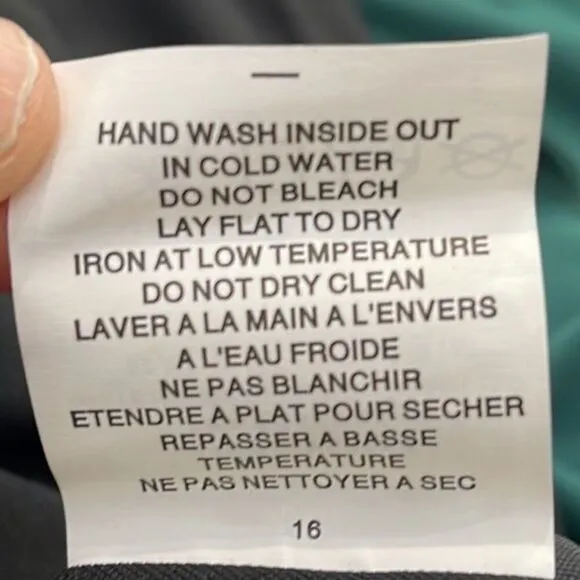 HAND WASH INSIDE OUT
IN COLD WATER
DO NOT BLEACH
LAY FLAT TO DRY
IRON AT LOW TEMPERATURE
DO NOT DRY CLEAN
LAVER A LA MAIN A L'ENVERS
A L'EAU FROIDE
NE PAS BLANCHIR
ETENDRE A PLAT POUR SECHER
REPASSER A BASSE
TEMPERATURE
NE PAS NETTOYER A SEC
16